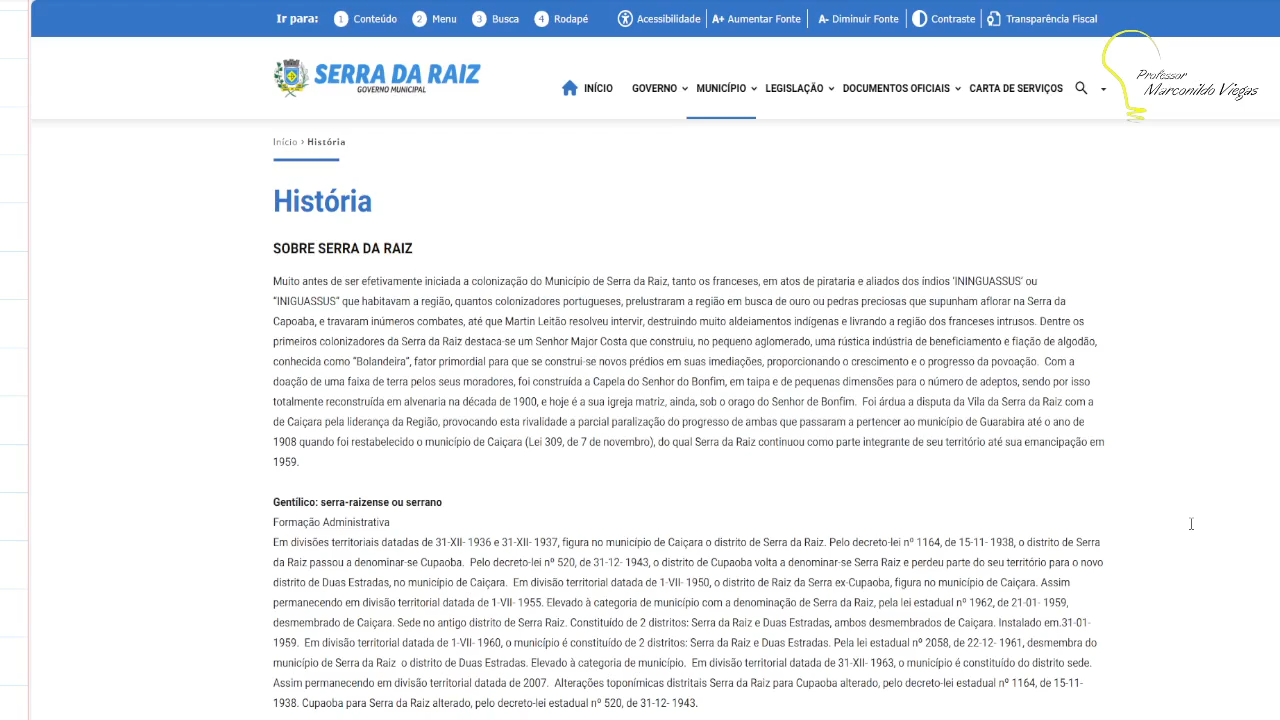 Ir para: 1 Conteúdo 2 Menu 3 Busca 4 Rodapé Acessibilidade A+ Aumentar Fonte A- Diminuir Fonte Contraste Transparência Fiscal
SERRA DA RAIZ
GOVERNO MUNICIPAL
INÍCIO GOVERNO MUNICÍPIO LEGISLAÇÃO DOCUMENTOS OFICIAIS CARTA DE SERVIÇOS
Professor
Marconildo Viegas
Início › História
História
SOBRE SERRA DA RAIZ
Muito antes de ser efetivamente iniciada a colonização do Município de Serra da Raiz, tanto os franceses, em atos de pirataria e aliados dos índios ‘ININGUASSUS’ ou
“INIGUASSUS” que habitavam a região, quantos colonizadores portugueses, prelustraram a região em busca de ouro ou pedras preciosas que supunham aflorar na Serra da
Capoaba, e travaram inúmeros combates, até que Martin Leitão resolveu intervir, destruindo muito aldeiamentos indígenas e livrando a região dos franceses intrusos. Dentre os
primeiros colonizadores da Serra da Raiz destaca-se um Senhor Major Costa que construiu, no pequeno aglomerado, uma rústica indústria de beneficiamento e fiação de algodão,
conhecida como “Bolandeira”, fator primordial para que se construi-se novos prédios em suas imediações, proporcionando o crescimento e o progresso da povoação. Com a
doação de uma faixa de terra pelos seus moradores, foi construída a Capela do Senhor do Bonfim, em taipa e de pequenas dimensões para o número de adeptos, sendo por isso
totalmente reconstruída em alvenaria na década de 1900, e hoje é a sua igreja matriz, ainda, sob o orago do Senhor de Bonfim. Foi árdua a disputa da Vila da Serra da Raiz com a
de Caiçara pela liderança da Região, provocando esta rivalidade a parcial paralização do progresso de ambas que passaram a pertencer ao município de Guarabira até o ano de
1908 quando foi restabelecido o município de Caiçara (Lei 309, de 7 de novembro), do qual Serra da Raiz continuou como parte integrante de seu território até sua emancipação em
1959.
Gentílico: serra-raizense ou serrano
Formação Administrativa
Em divisões territoriais datadas de 31-XII- 1936 e 31-XII- 1937, figura no município de Caiçara o distrito de Serra da Raiz. Pelo decreto-lei nº 1164, de 15-11- 1938, o distrito de Serra
da Raiz passou a denominar-se Cupaoba. Pelo decreto-lei nº 520, de 31-12- 1943, o distrito de Cupaoba volta a denominar-se Serra Raiz e perdeu parte do seu território para o novo
distrito de Duas Estradas, no município de Caiçara. Em divisão territorial datada de 1-VII- 1950, o distrito de Raiz da Serra ex-Cupaoba, figura no município de Caiçara. Assim
permanecendo em divisão territorial datada de 1-VII- 1955. Elevado à categoria de município com a denominação de Serra da Raiz, pela lei estadual nº 1962, de 21-01- 1959,
desmembrado de Caiçara. Sede no antigo distrito de Serra Raiz. Constituído de 2 distritos: Serra da Raiz e Duas Estradas, ambos desmembrados de Caiçara. Instalado em.31-01-
1959. Em divisão territorial datada de 1-VII- 1960, o município é constituído de 2 distritos: Serra da Raiz e Duas Estradas. Pela lei estadual nº 2058, de 22-12- 1961, desmembra do
município de Serra da Raiz o distrito de Duas Estradas. Elevado à categoria de município. Em divisão territorial datada de 31-XII- 1963, o município é constituído do distrito sede.
Assim permanecendo em divisão territorial datada de 2007. Alterações toponímicas distritais Serra da Raiz para Cupaoba alterado, pelo decreto-lei estadual nº 1164, de 15-11-
1938. Cupaoba para Serra da Raiz alterado, pelo decreto-lei estadual nº 520, de 31-12- 1943.